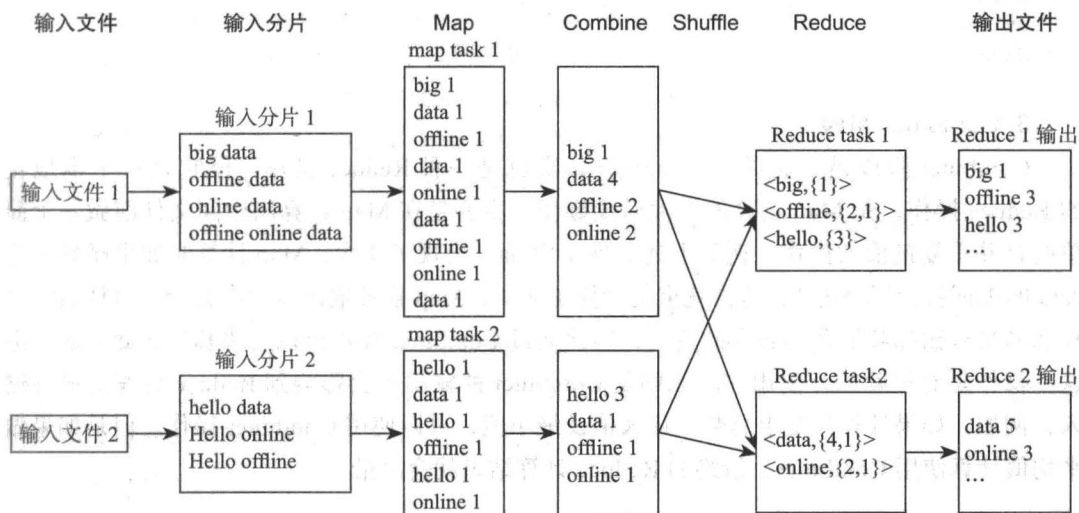 输入文件 输入分片 Map Combine Shuffle Reduce 输出文件
map task 1
big 1
data 1
offline 1
data 1
online 1
data 1
offline 1
online 1
data 1
输入分片 1
big data
offline data
online data
offline online data
输入文件 1
big 1
data 4
offline 2
online 2
Reduce task 1
<big,{1}>
<offline,{2,1}>
<hello,{3}>
Reduce 1 输出
big 1
offline 3
hello 3
…
map task 2
hello 1
data 1
hello 1
offline 1
hello 1
online 1
输入分片 2
hello data
Hello online
Hello offline
输入文件 2
hello 3
data 1
offline 1
online 1
Reduce task2
<data,{4,1}>
<online,{2,1}>
Reduce 2 输出
data 5
online 3
…